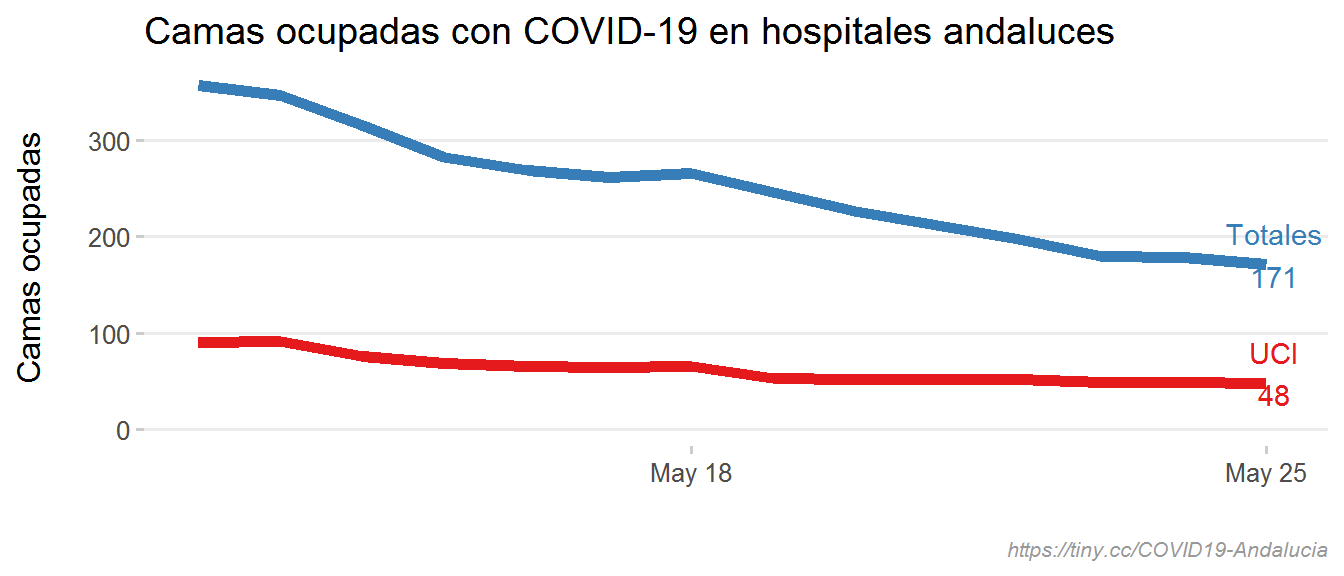 Camas ocupadas con COVID-19 en hospitales andaluces
Camas ocupadas
300
200
100
0
Totales
171
UCI
48
May 18
May 25
https://tiny.cc/COVID19-Andalucia